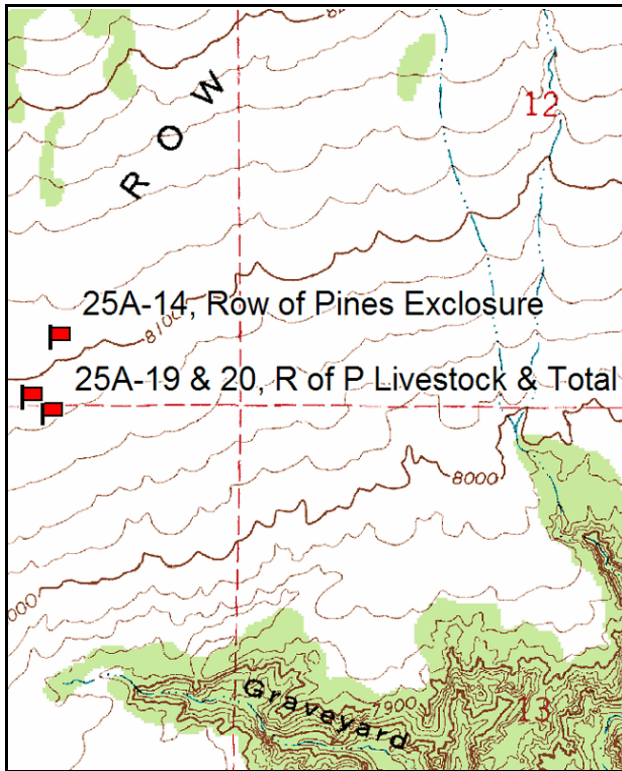 ROW
12
25A-14, Row of Pines Exclosure
8100
25A-19 & 20, R of P Livestock & Total
8000
000
7900
Graveyard
13